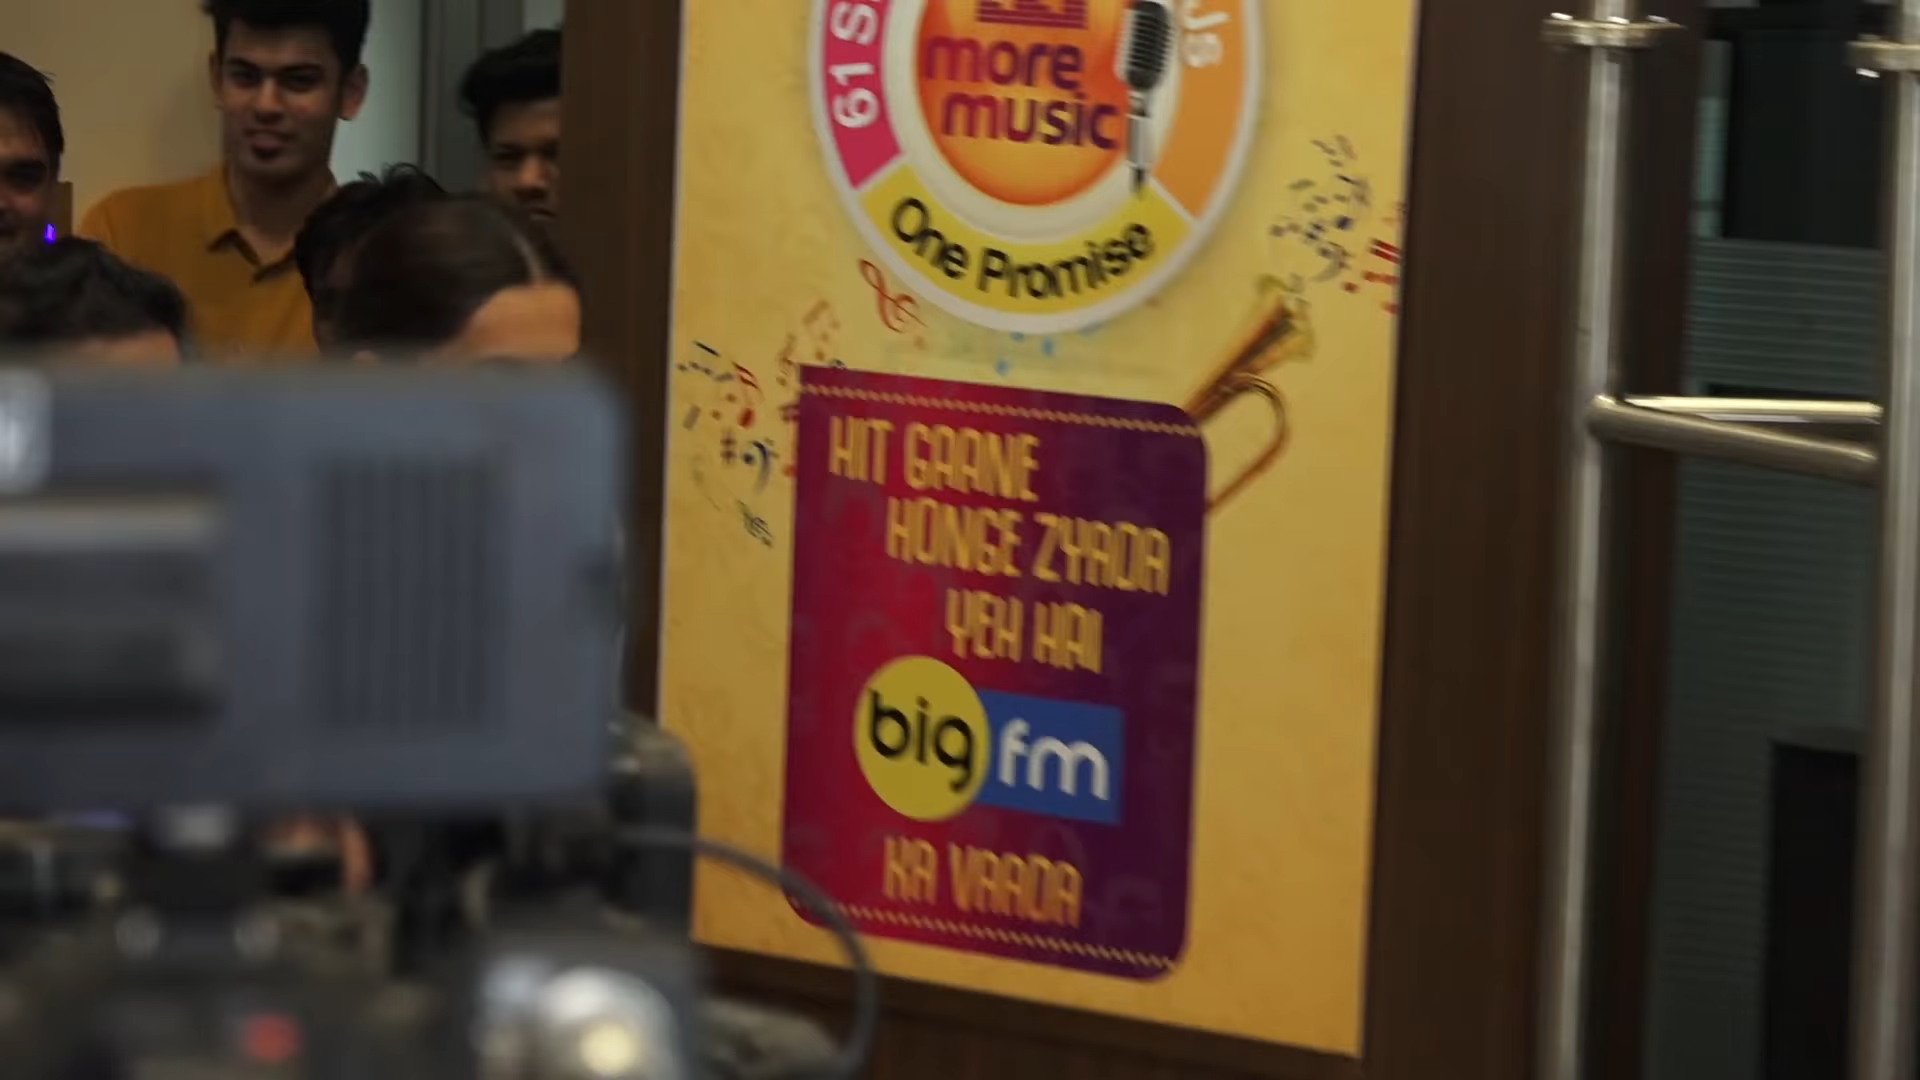 more
music
One Promise
HIT GAANE
HONGE ZYADA
YEH HAI
big fm
KA VAADA